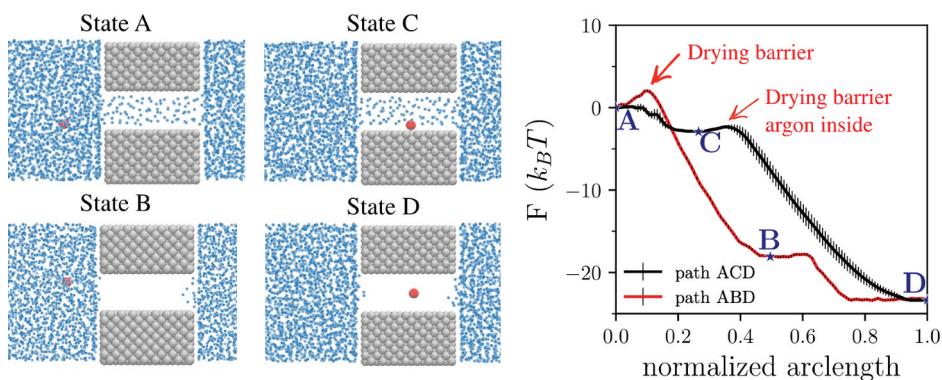 State A
State C
State B
State D
F (k_BT)
0
−10
−20
Drying barrier
Drying barrier
argon inside
A
C
B
D
path ACD
path ABD
0.0 0.2 0.4 0.6 0.8 1.0
normalized arclength